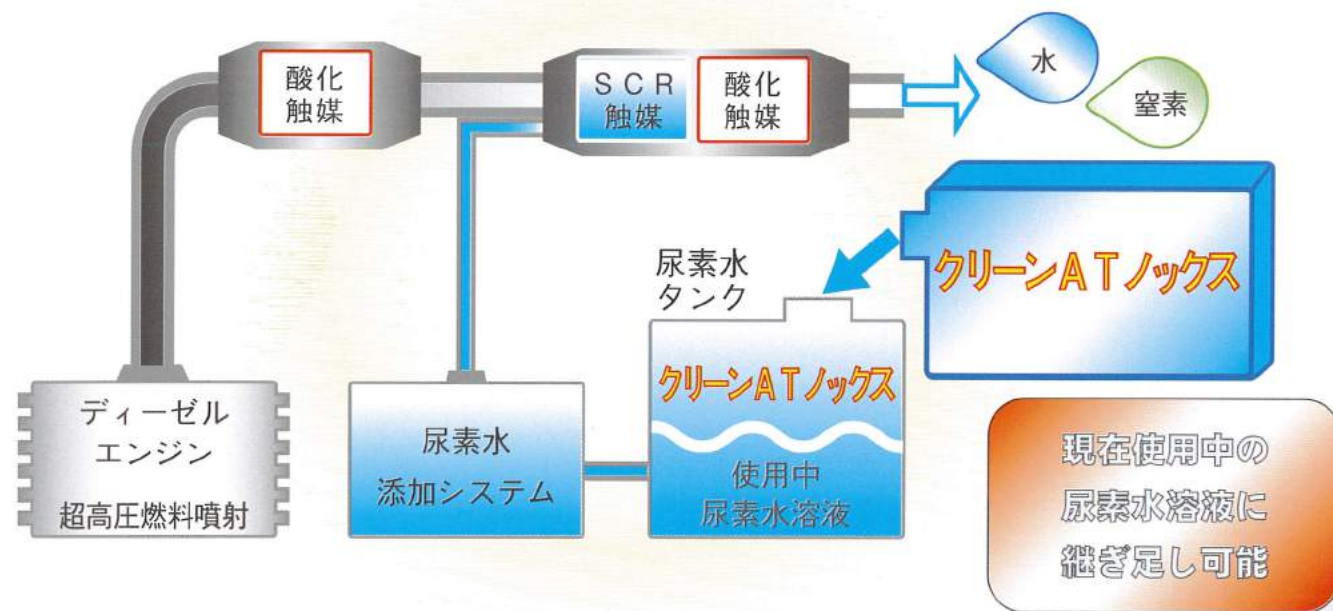 酸化
触媒
SCR
触媒
酸化
触媒
水
窒素
尿素水
タンク
クリーンATノックス
クリーンATノックス
使用中
尿素水溶液
尿素水
添加システム
ディーゼル
エンジン
超高圧燃料噴射
現在使用中の
尿素水溶液に
継ぎ足し可能